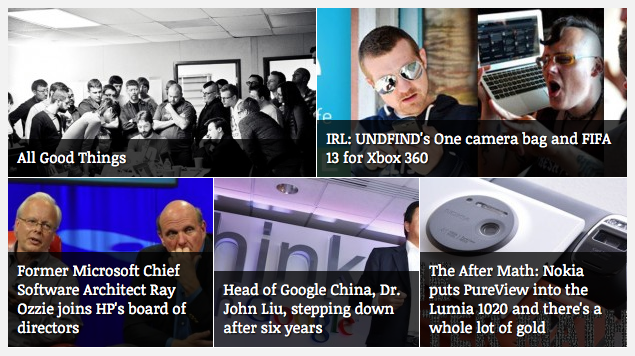 All Good Things
IRL: UNDFIND's One camera bag and FIFA
13 for Xbox 360
Former Microsoft Chief
Software Architect Ray
Ozzie joins HP's board of
directors
think
Google
Head of Google China, Dr.
John Liu, stepping down
after six years
The After Math: Nokia
puts PureView into the
Lumia 1020 and there's a
whole lot of gold